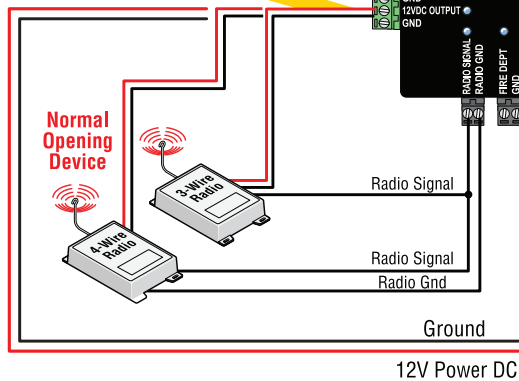 GND
12VDC OUTPUT
GND
RADIO SIGNAL
RADIO GND
FIRE DEPT
GND
Normal
Opening
Device
3-Wire
Radio
Radio Signal
4-Wire
Radio
Radio Signal
Radio Gnd
Ground
12V Power DC